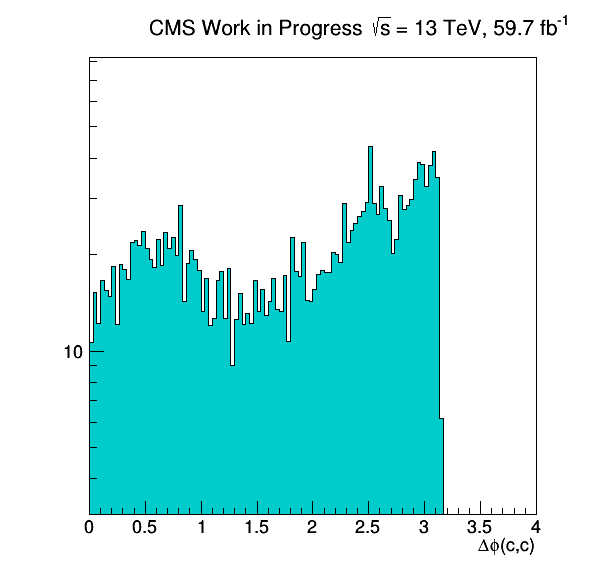 CMS Work in Progress √s = 13 TeV, 59.7 fb⁻¹
10
0 0.5 1 1.5 2 2.5 3 3.5 4
Δϕ(c,c)